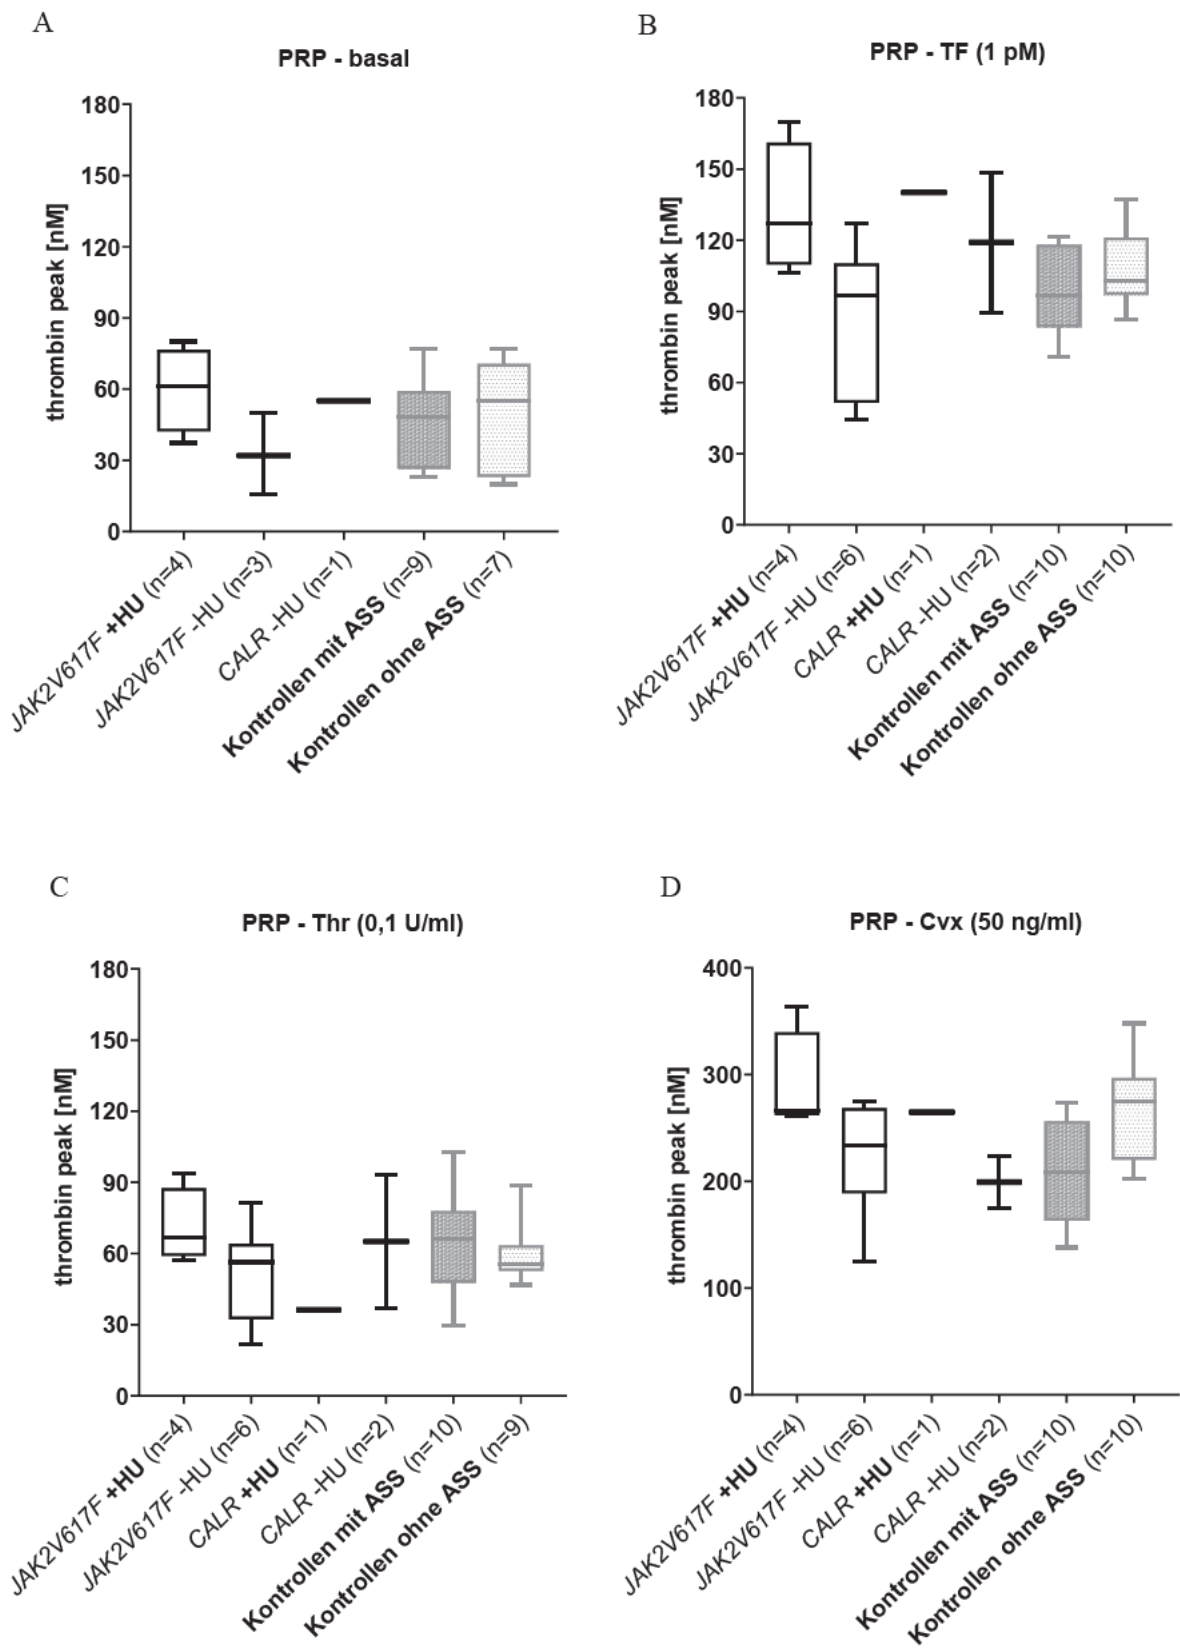 A
PRP - basal
180
150
120
90
60
30
0
thrombin peak [nM]
JAK2V617F +HU (n=4)
JAK2V617F -HU (n=3)
CALR -HU (n=1)
Kontrollen mit ASS (n=9)
Kontrollen ohne ASS (n=7)
B
PRP - TF (1 pM)
180
150
120
90
60
30
0
thrombin peak [nM]
JAK2V617F +HU (n=4)
JAK2V617F -HU (n=6)
CALR +HU (n=1)
CALR -HU (n=2)
Kontrollen mit ASS (n=10)
Kontrollen ohne ASS (n=10)
C
PRP - Thr (0,1 U/ml)
180
150
120
90
60
30
0
thrombin peak [nM]
JAK2V617F +HU (n=4)
JAK2V617F -HU (n=6)
CALR +HU (n=1)
CALR -HU (n=2)
Kontrollen mit ASS (n=10)
Kontrollen ohne ASS (n=9)
D
PRP - Cvx (50 ng/ml)
400
300
200
100
0
thrombin peak [nM]
JAK2V617F +HU (n=4)
JAK2V617F -HU (n=6)
CALR +HU (n=1)
CALR -HU (n=2)
Kontrollen mit ASS (n=10)
Kontrollen ohne ASS (n=10)